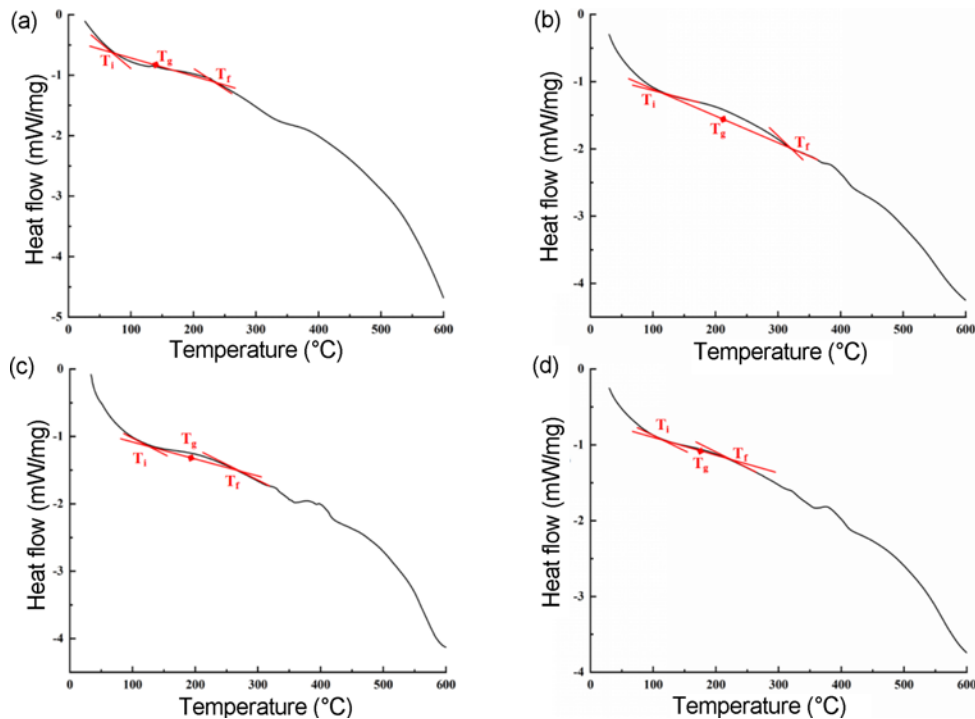 (a)
0
-1
-2
-3
-4
-5
Heat flow (mW/mg)
Ti
Tg
Tf
0 100 200 300 400 500 600
Temperature (°C)
(b)
0
-1
-2
-3
-4
Heat flow (mW/mg)
Ti
Tg
Tf
0 100 200 300 400 500 600
Temperature (°C)
(c)
0
-1
-2
-3
-4
Heat flow (mW/mg)
Ti
Tg
Tf
0 100 200 300 400 500 600
Temperature (°C)
(d)
0
-1
-2
-3
-4
Heat flow (mW/mg)
Ti
Tg
Tf
0 100 200 300 400 500 600
Temperature (°C)